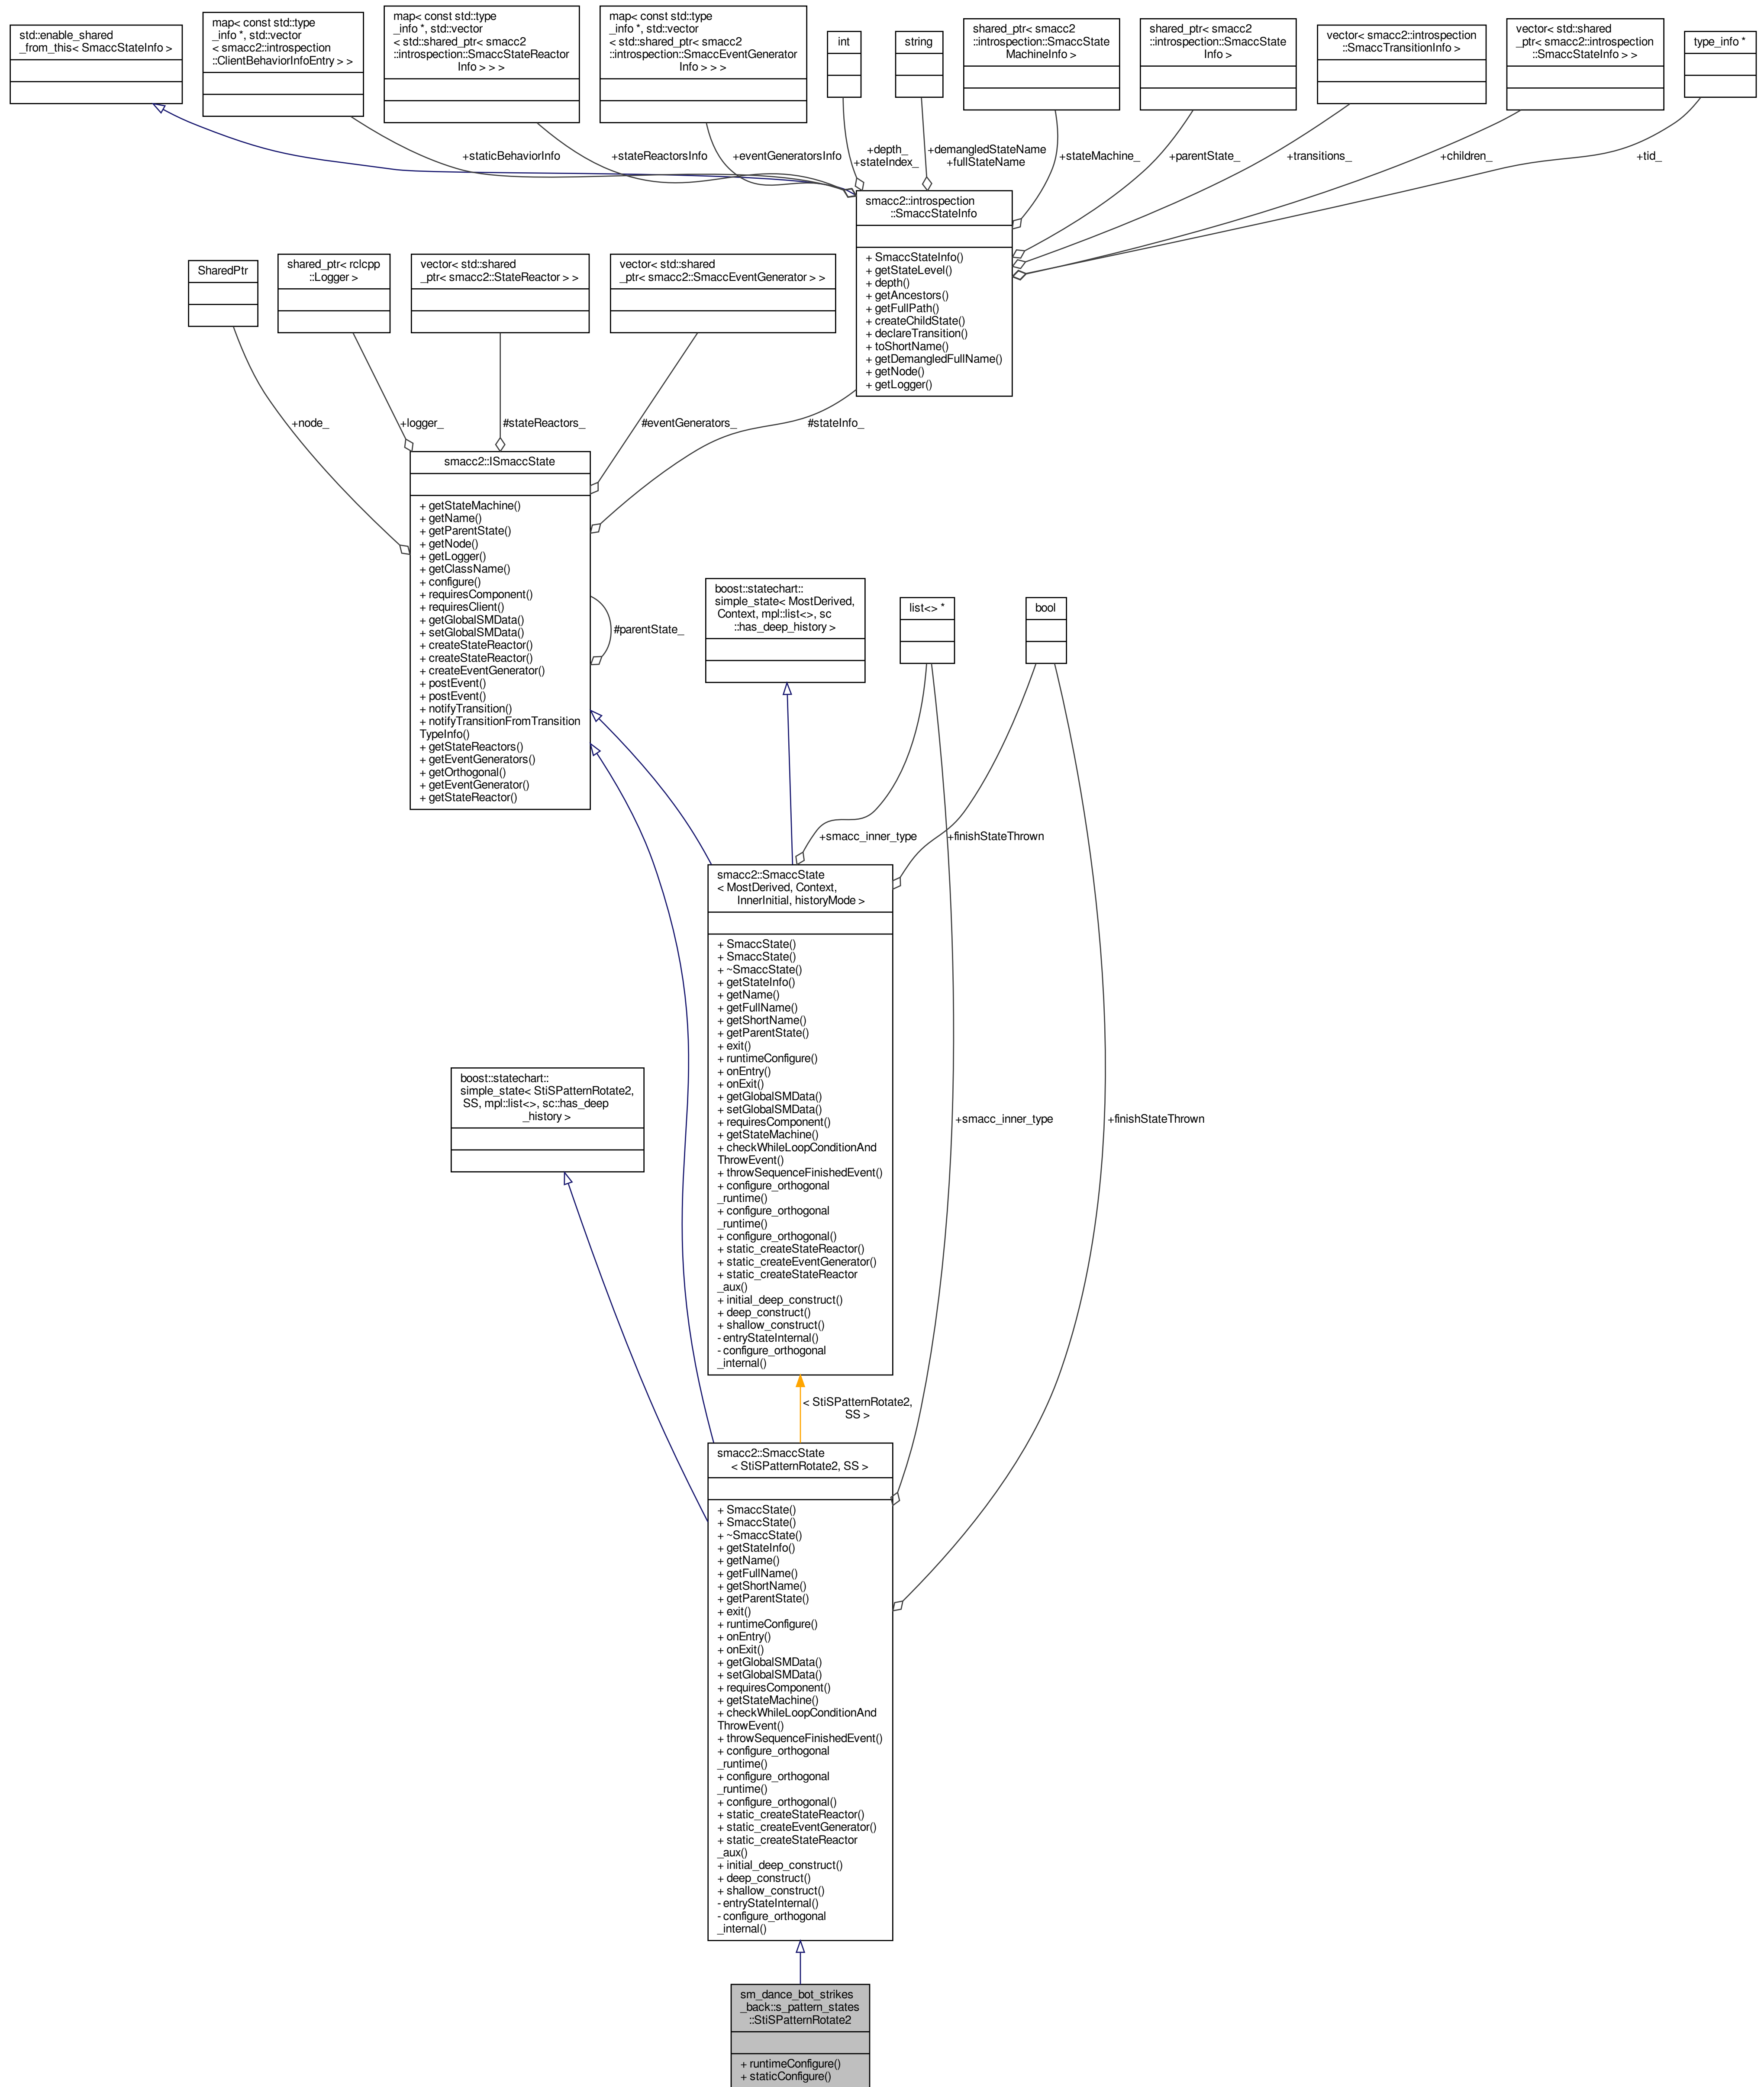 std::enable_shared
_from_this< SmaccStateInfo >
map< const std::type
_info *, std::vector
< smacc2::introspection
::ClientBehaviorInfoEntry > >
map< const std::type
_info *, std::vector
< std::shared_ptr< smacc2
::introspection::SmaccStateReactor
Info > > >
map< const std::type
_info *, std::vector
< std::shared_ptr< smacc2
::introspection::SmaccEventGenerator
Info > > >
int
string
shared_ptr< smacc2
::introspection::SmaccState
MachineInfo >
shared_ptr< smacc2
::introspection::SmaccState
Info >
vector< smacc2::introspection
::SmaccTransitionInfo >
vector< std::shared
_ptr< smacc2::introspection
::SmaccStateInfo > >
type_info *
+staticBehaviorInfo
+stateReactorsInfo
+eventGeneratorsInfo
+depth_
+stateIndex_
+demangledStateName
+fullStateName
+stateMachine_
+parentState_
+transitions_
+children_
+tid_
smacc2::introspection
::SmaccStateInfo
+ SmaccStateInfo()
+ getStateLevel()
+ depth()
+ getAncestors()
+ getFullPath()
+ createChildState()
+ declareTransition()
+ toShortName()
+ getDemangledFullName()
+ getNode()
+ getLogger()
SharedPtr
shared_ptr< rclcpp
::Logger >
vector< std::shared
_ptr< smacc2::StateReactor > >
vector< std::shared
_ptr< smacc2::SmaccEventGenerator > >
+node_
+logger_
#stateReactors_
#eventGenerators_
#stateInfo_
smacc2::ISmaccState
+ getStateMachine()
+ getName()
+ getParentState()
+ getNode()
+ getLogger()
+ getClassName()
+ configure()
+ requiresComponent()
+ requiresClient()
+ getGlobalSMData()
+ setGlobalSMData()
+ createStateReactor()
+ createStateReactor()
+ createEventGenerator()
+ postEvent()
+ postEvent()
+ notifyTransition()
+ notifyTransitionFromTransition
TypeInfo()
+ getStateReactors()
+ getEventGenerators()
+ getOrthogonal()
+ getEventGenerator()
+ getStateReactor()
#parentState_
boost::statechart::
simple_state< MostDerived,
Context, mpl::list<>, sc
::has_deep_history >
list<> *
bool
+smacc_inner_type
+finishStateThrown
smacc2::SmaccState
< MostDerived, Context,
InnerInitial, historyMode >
+ SmaccState()
+ SmaccState()
+ ~SmaccState()
+ getStateInfo()
+ getName()
+ getFullName()
+ getShortName()
+ getParentState()
+ exit()
+ runtimeConfigure()
+ onEntry()
+ onExit()
+ getGlobalSMData()
+ setGlobalSMData()
+ requiresComponent()
+ getStateMachine()
+ checkWhileLoopConditionAnd
ThrowEvent()
+ throwSequenceFinishedEvent()
+ configure_orthogonal
_runtime()
+ configure_orthogonal
_runtime()
+ configure_orthogonal()
+ static_createStateReactor()
+ static_createEventGenerator()
+ static_createStateReactor
_aux()
+ initial_deep_construct()
+ deep_construct()
+ shallow_construct()
- entryStateInternal()
- configure_orthogonal
_internal()
boost::statechart::
simple_state< StiSPatternRotate2,
SS, mpl::list<>, sc::has_deep
_history >
+smacc_inner_type
+finishStateThrown
< StiSPatternRotate2,
SS >
smacc2::SmaccState
< StiSPatternRotate2, SS >
+ SmaccState()
+ SmaccState()
+ ~SmaccState()
+ getStateInfo()
+ getName()
+ getFullName()
+ getShortName()
+ getParentState()
+ exit()
+ runtimeConfigure()
+ onEntry()
+ onExit()
+ getGlobalSMData()
+ setGlobalSMData()
+ requiresComponent()
+ getStateMachine()
+ checkWhileLoopConditionAnd
ThrowEvent()
+ throwSequenceFinishedEvent()
+ configure_orthogonal
_runtime()
+ configure_orthogonal
_runtime()
+ configure_orthogonal()
+ static_createStateReactor()
+ static_createEventGenerator()
+ static_createStateReactor
_aux()
+ initial_deep_construct()
+ deep_construct()
+ shallow_construct()
- entryStateInternal()
- configure_orthogonal
_internal()
sm_dance_bot_strikes
_back::s_pattern_states
::StiSPatternRotate2
+ runtimeConfigure()
+ staticConfigure()